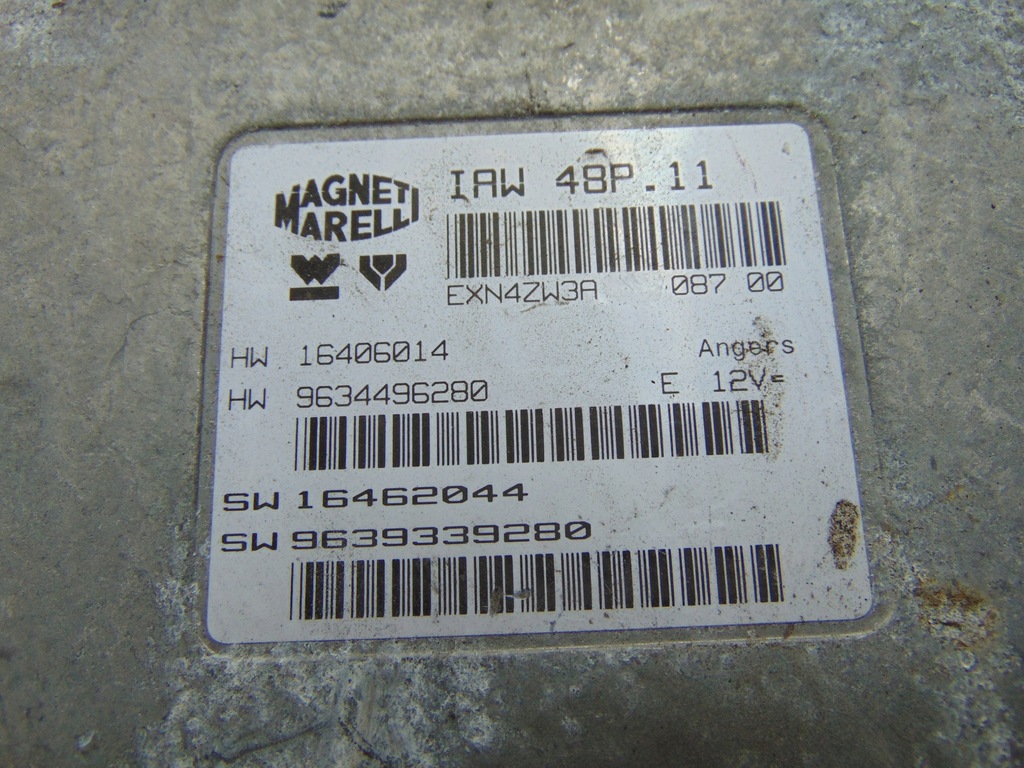 MAGNETI
MARELLI
IAW 48P.11
EXN4ZW3A 087 00
HW 16406014 Angers
HW 9634496280 E 12V=
SW 16462044
SW 9639339280